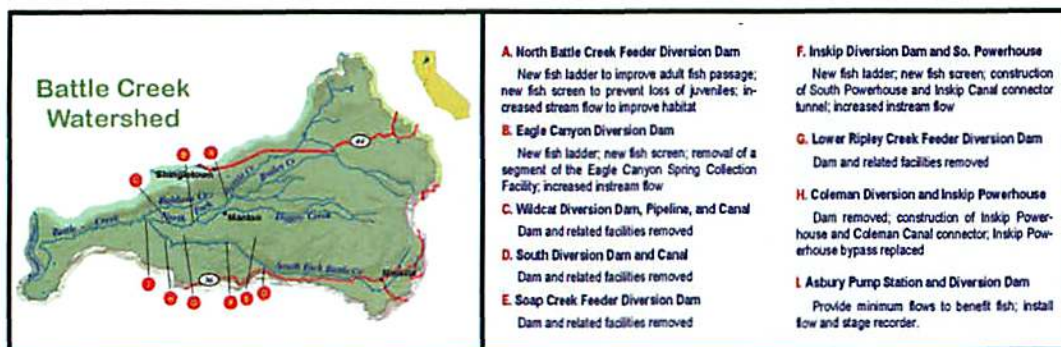 Battle Creek
Watershed
44
Shingletown
Manton
Digger Creek
Battle Creek
South Fork Battle Cr
Mineral
36
A. North Battle Creek Feeder Diversion Dam
New fish ladder to improve adult fish passage;
new fish screen to prevent loss of juveniles; in-
creased stream flow to improve habitat
B. Eagle Canyon Diversion Dam
New fish ladder; new fish screen; removal of a
segment of the Eagle Canyon Spring Collection
Facility; increased instream flow
C. Wildcat Diversion Dam, Pipeline, and Canal
Dam and related facilities removed
D. South Diversion Dam and Canal
Dam and related facilities removed
E. Soap Creek Feeder Diversion Dam
Dam and related facilities removed
F. Inskip Diversion Dam and So. Powerhouse
New fish ladder; new fish screen; construction
of South Powerhouse and Inskip Canal connector
tunnel; increased instream flow
G. Lower Ripley Creek Feeder Diversion Dam
Dam and related facilities removed
H. Coleman Diversion and Inskip Powerhouse
Dam removed; construction of Inskip Power-
house and Coleman Canal connector; Inskip Pow-
erhouse bypass replaced
I. Asbury Pump Station and Diversion Dam
Provide minimum flows to benefit fish; install
flow and stage recorder.